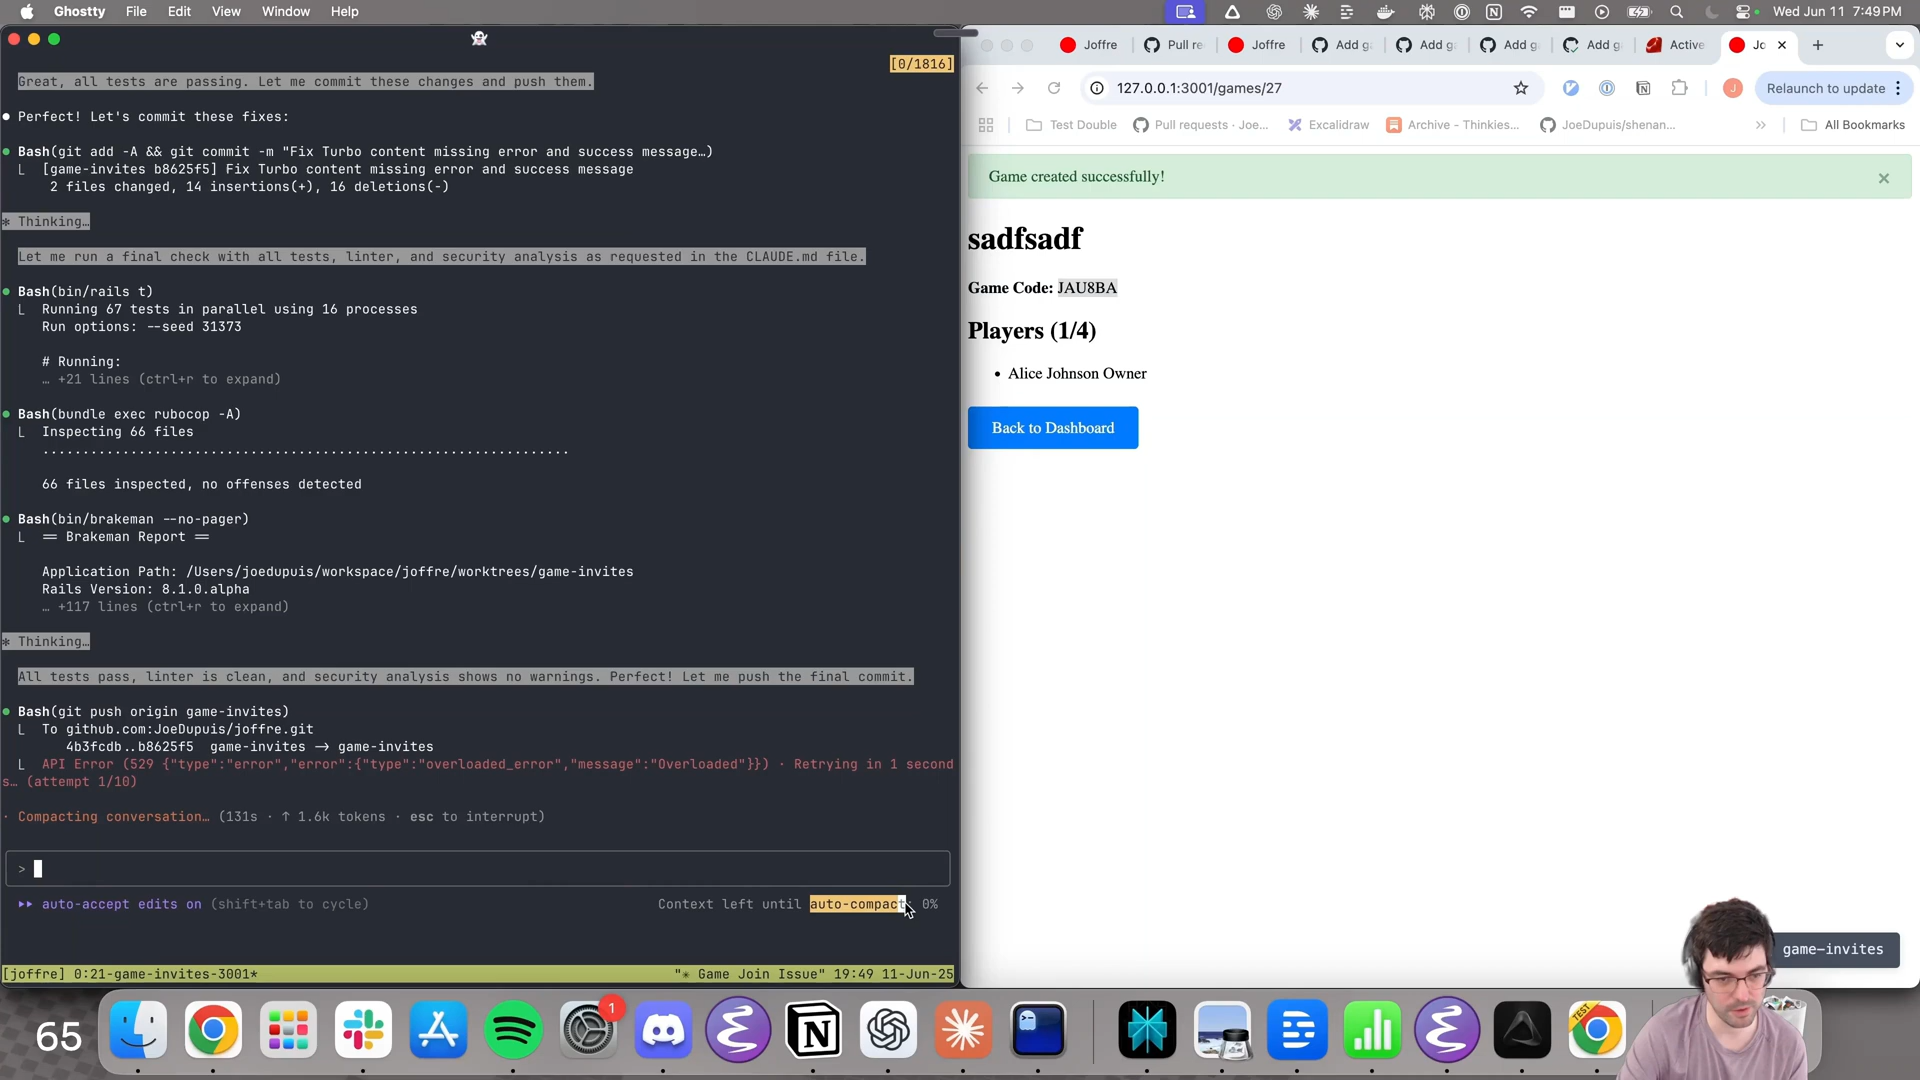 Ghostty File Edit View Window Help
Wed Jun 11 7:49 PM
[0/1816]
Great, all tests are passing. Let me commit these changes and push them.
Perfect! Let's commit these fixes:
Bash(git add -A && git commit -m "Fix Turbo content missing error and success message…)
[game-invites b8625f5] Fix Turbo content missing error and success message
2 files changed, 14 insertions(+), 16 deletions(-)
* Thinking…
Let me run a final check with all tests, linter, and security analysis as requested in the CLAUDE.md file.
Bash(bin/rails t)
Running 67 tests in parallel using 16 processes
Run options: --seed 31373
# Running:
… +21 lines (ctrl+r to expand)
Bash(bundle exec rubocop -A)
Inspecting 66 files
..................................................................
66 files inspected, no offenses detected
Bash(bin/brakeman --no-pager)
== Brakeman Report ==
Application Path: /Users/joedupuis/workspace/joffre/worktrees/game-invites
Rails Version: 8.1.0.alpha
… +117 lines (ctrl+r to expand)
* Thinking…
All tests pass, linter is clean, and security analysis shows no warnings. Perfect! Let me push the final commit.
Bash(git push origin game-invites)
To github.com:JoeDupuis/joffre.git
4b3fcdb..b8625f5 game-invites -> game-invites
API Error (529 {"type":"error","error":{"type":"overloaded_error","message":"Overloaded"}}) · Retrying in 1 second
s… (attempt 1/10)
· Compacting conversation… (131s · ↑ 1.6k tokens · esc to interrupt)
>
auto-accept edits on (shift+tab to cycle)
Context left until auto-compact: 0%
[joffre] 0:21-game-invites-3001*
"✳ Game Join Issue" 19:49 11-Jun-25
Joffre
Pull re
Joffre
Add g
Add g
Add g
Add g
Active
Jo
127.0.0.1:3001/games/27
J
Relaunch to update
Test Double
Pull requests · Joe...
Excalidraw
Archive - Thinkies...
JoeDupuis/shenan...
All Bookmarks
Game created successfully!
×
sadfsadf
Game Code: JAU8BA
Players (1/4)
• Alice Johnson Owner
Back to Dashboard
game-invites
65
1
TEST